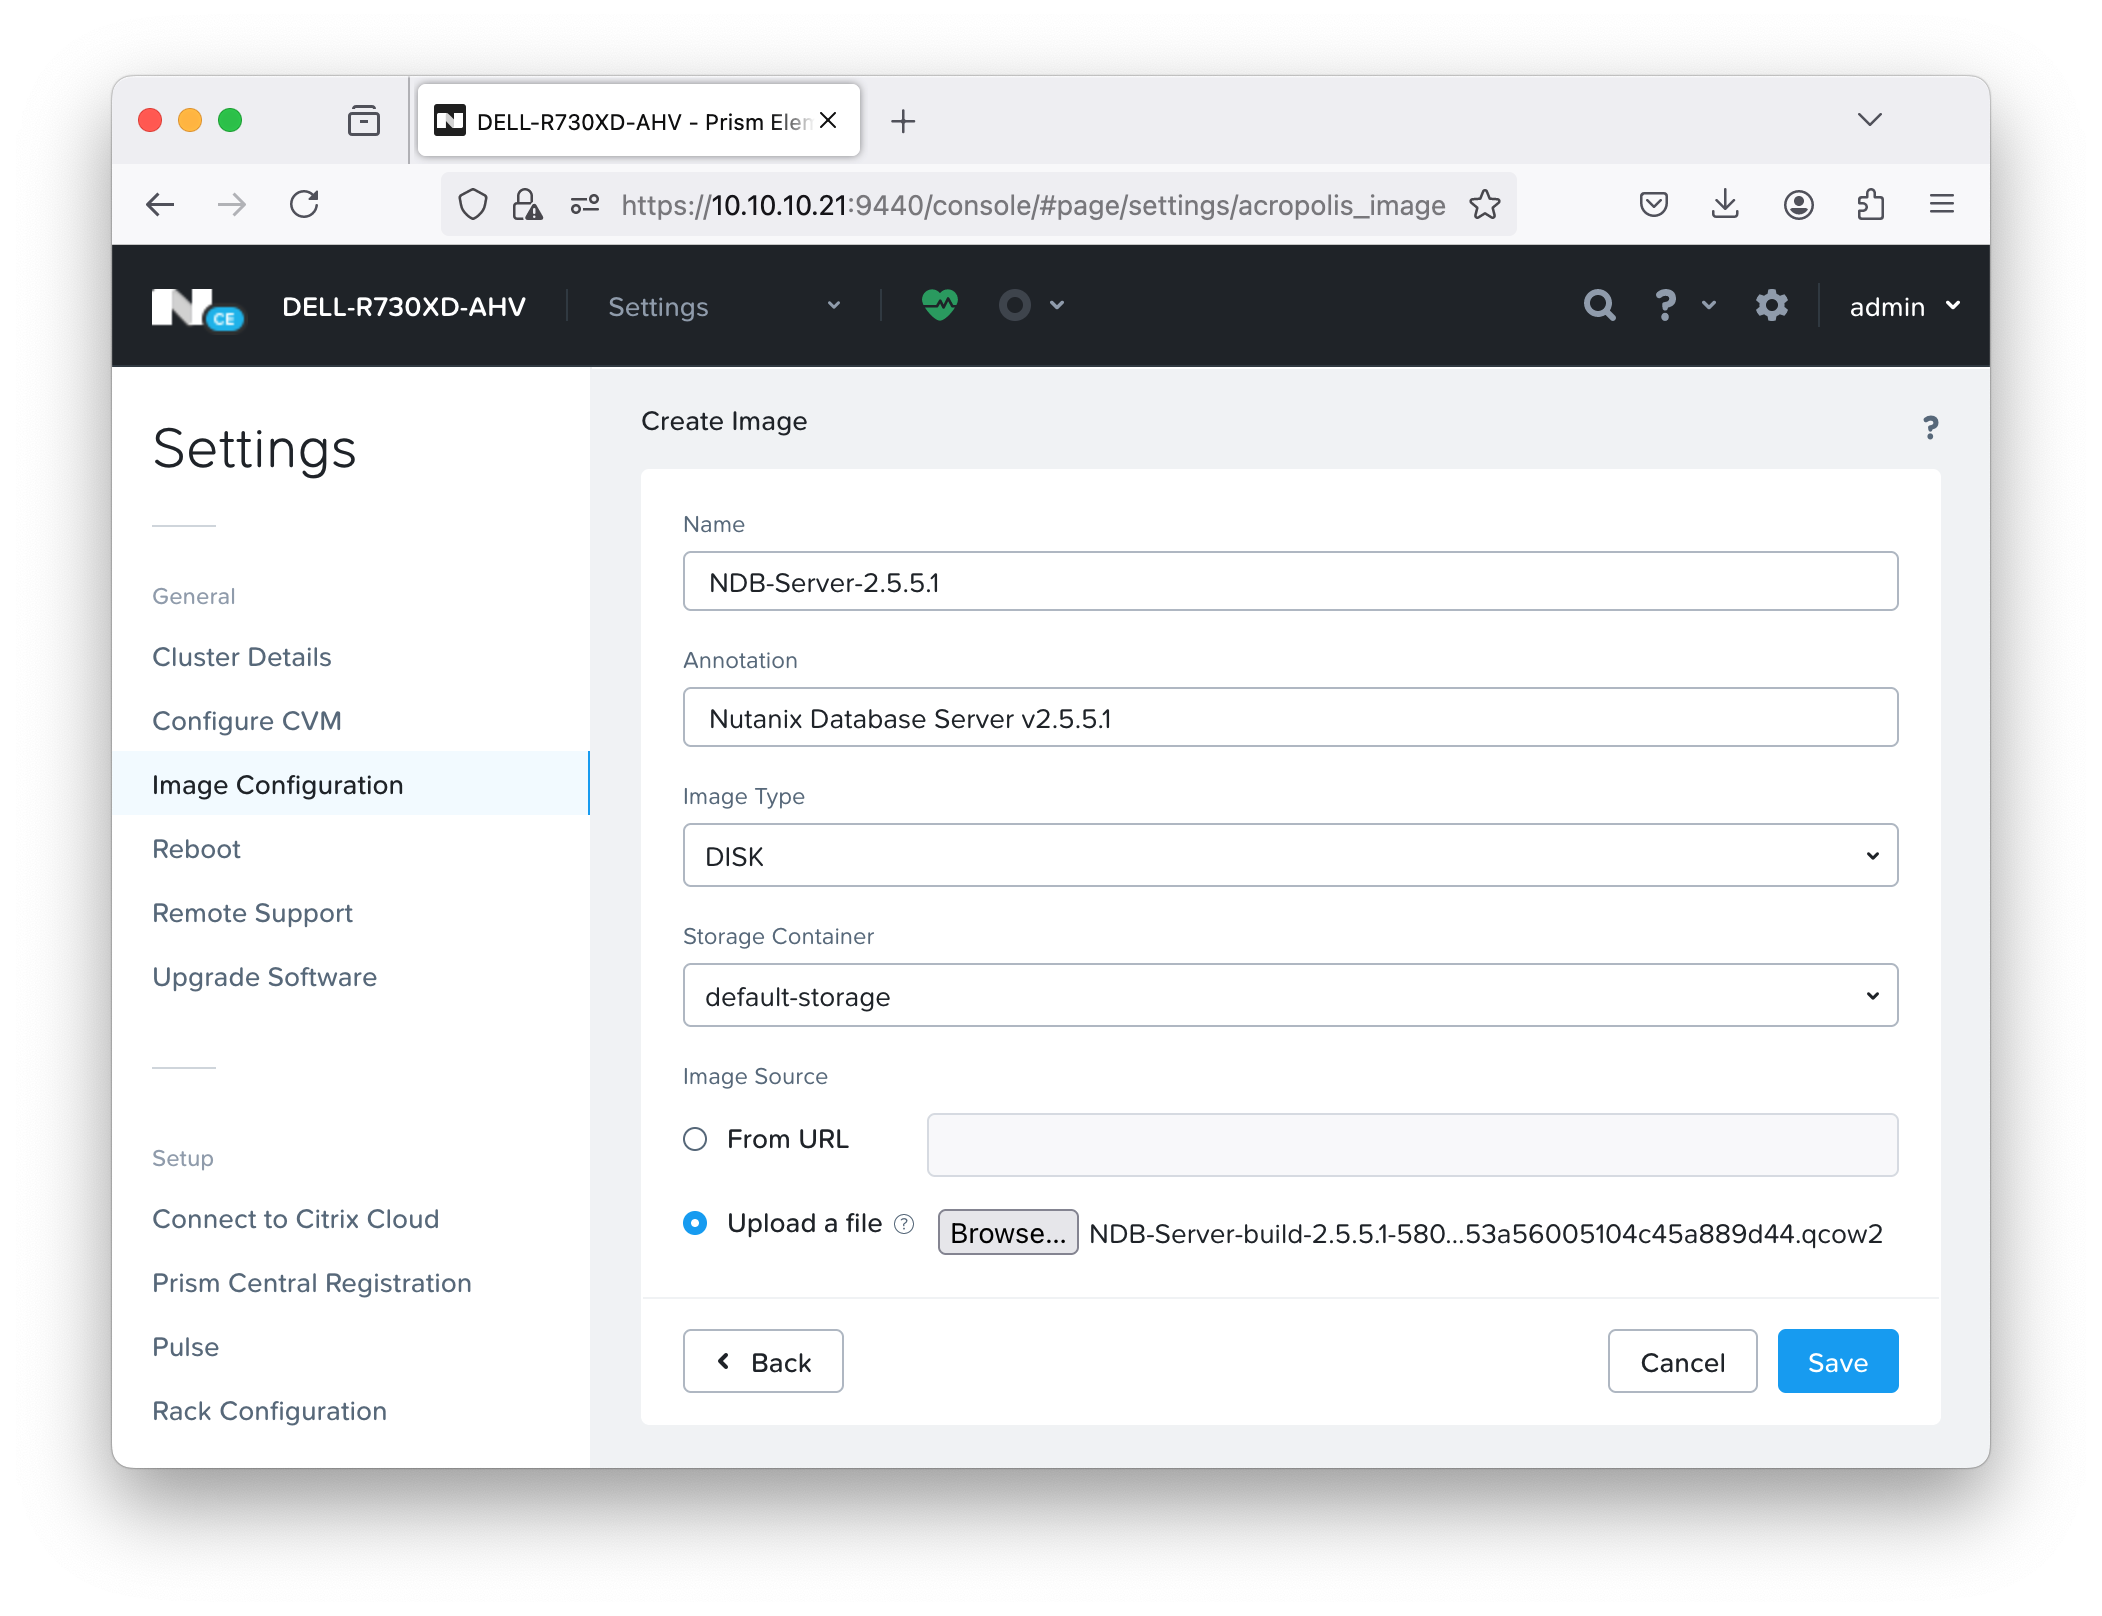 DELL-R730XD-AHV - Prism Elen
https://10.10.10.21:9440/console/#page/settings/acropolis_image
N CE DELL-R730XD-AHV Settings ? admin
Settings
General
Cluster Details
Configure CVM
Image Configuration
Reboot
Remote Support
Upgrade Software
Setup
Connect to Citrix Cloud
Prism Central Registration
Pulse
Rack Configuration
Create Image ?
Name
NDB-Server-2.5.5.1
Annotation
Nutanix Database Server v2.5.5.1
Image Type
DISK
Storage Container
default-storage
Image Source
From URL
Upload a file ? Browse... NDB-Server-build-2.5.5.1-580...53a56005104c45a889d44.qcow2
Back Cancel Save